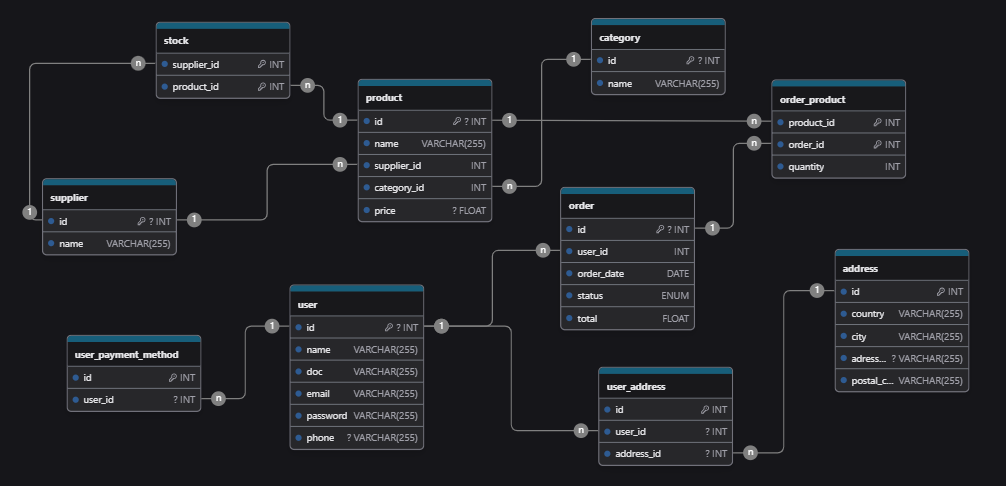 stock
supplier_id INT
product_id INT
n
n
category
id ? INT
name VARCHAR(255)
1
product
id ? INT
name VARCHAR(255)
supplier_id INT
category_id INT
price ? FLOAT
1
1
n
n
order_product
product_id INT
order_id INT
quantity INT
n
n
supplier
id ? INT
name VARCHAR(255)
1
1
order
id ? INT
user_id INT
order_date DATE
status ENUM
total FLOAT
1
n
address
id INT
country VARCHAR(255)
city VARCHAR(255)
adress... ? VARCHAR(255)
postal_c... VARCHAR(255)
1
user
id ? INT
name VARCHAR(255)
doc VARCHAR(255)
email VARCHAR(255)
password VARCHAR(255)
phone ? VARCHAR(255)
1
1
user_payment_method
id INT
user_id ? INT
n
user_address
id INT
user_id ? INT
address_id ? INT
n
n